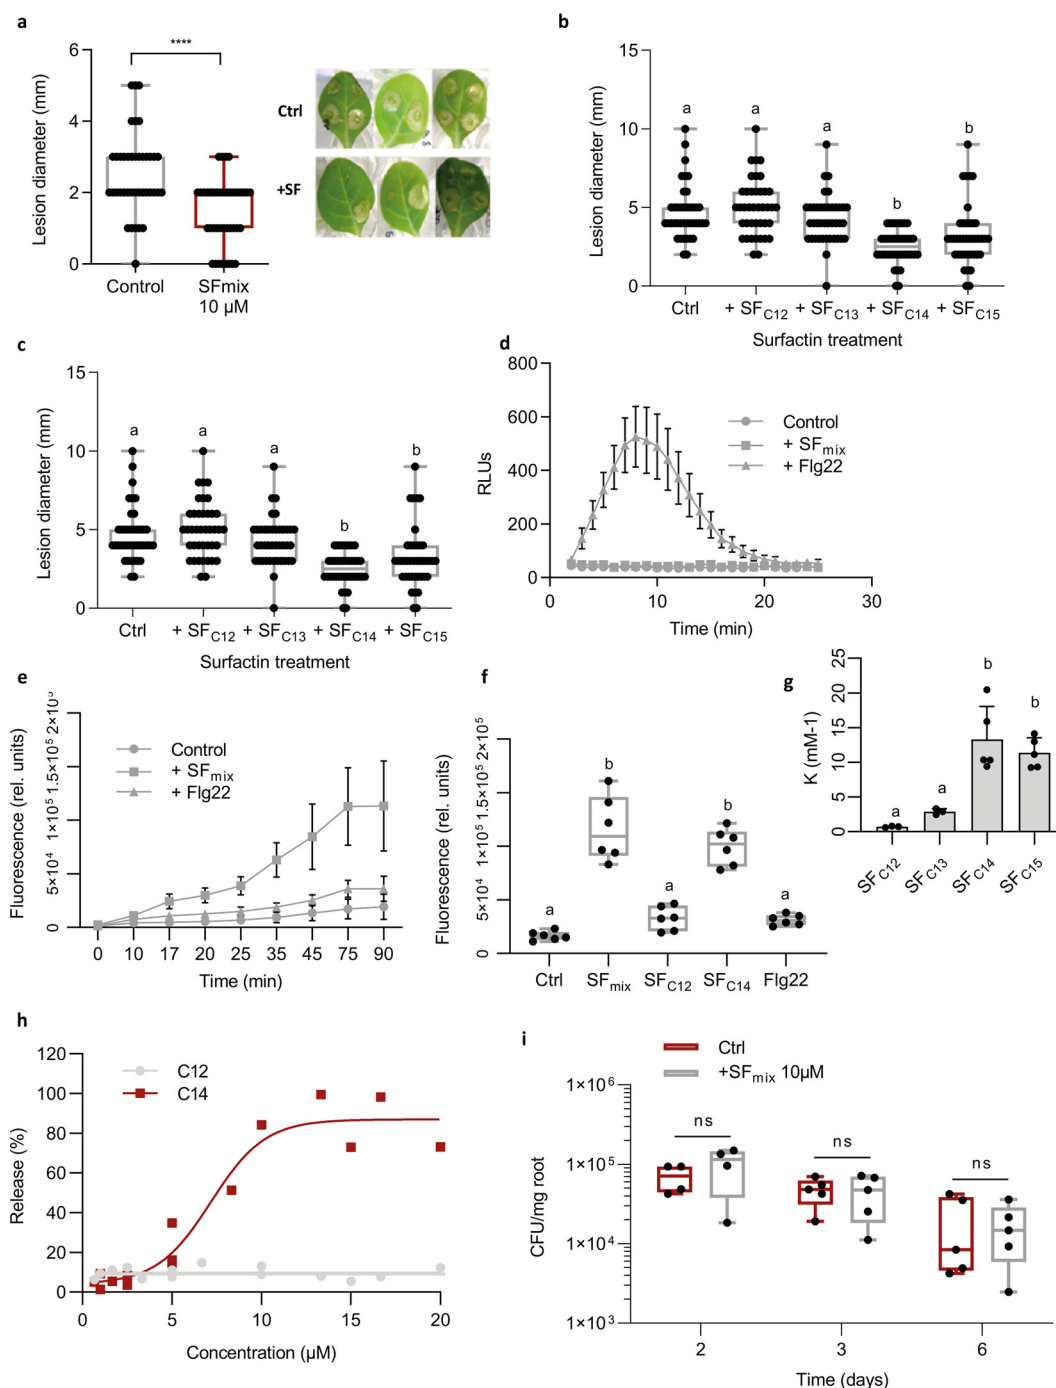 a
6
4
2
0
Lesion diameter (mm)
****
Control
SFmix
10 µM
Ctrl
+SF
b
15
10
5
0
Lesion diameter (mm)
a a a b b
Ctrl + SFC12 + SFC13 + SFC14 + SFC15
Surfactin treatment
c
15
10
5
0
Lesion diameter (mm)
a a a b b
Ctrl + SFC12 + SFC13 + SFC14 + SFC15
Surfactin treatment
d
800
600
400
200
0
RLUs
Control
+ SFmix
+ Flg22
0 10 20 30
Time (min)
e
2×10⁵
1.5×10⁵
1×10⁵
5×10⁴
0
Fluorescence (rel. units)
Control
+ SFmix
+ Flg22
0 10 17 20 25 35 45 75 90
Time (min)
f
2×10⁵
1.5×10⁵
1×10⁵
5×10⁴
0
Fluorescence (rel. units)
a b a b a
Ctrl SFmix SFC12 SFC14 Flg22
g
25
20
15
10
5
0
K (mM-1)
a a b b
SFC12 SFC13 SFC14 SFC15
h
120
100
80
60
40
20
0
Release (%)
C12
C14
0 5 10 15 20
Concentration (µM)
i
Ctrl
+SFmix 10µM
1×10⁶
1×10⁵
1×10⁴
1×10³
CFU/mg root
ns ns ns
2 3 6
Time (days)